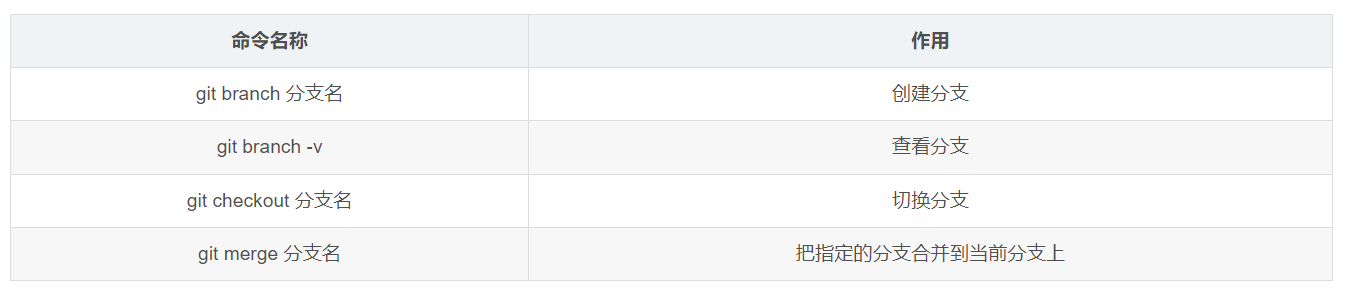 命令名称 作用
git branch 分支名 创建分支
git branch -v 查看分支
git checkout 分支名 切换分支
git merge 分支名 把指定的分支合并到当前分支上